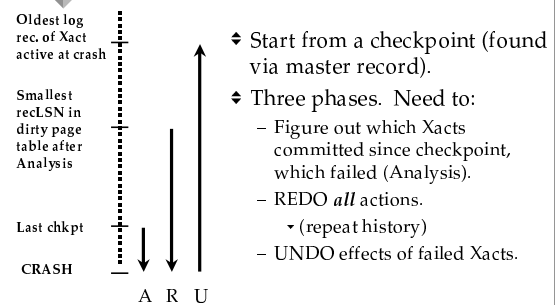 Oldest log
rec. of Xact
active at crash
Smallest
recLSN in
dirty page
table after
Analysis
Last chkpt
CRASH
A R U
Start from a checkpoint (found
via master record).
Three phases. Need to:
– Figure out which Xacts
committed since checkpoint,
which failed (Analysis).
– REDO all actions.
(repeat history)
– UNDO effects of failed Xacts.